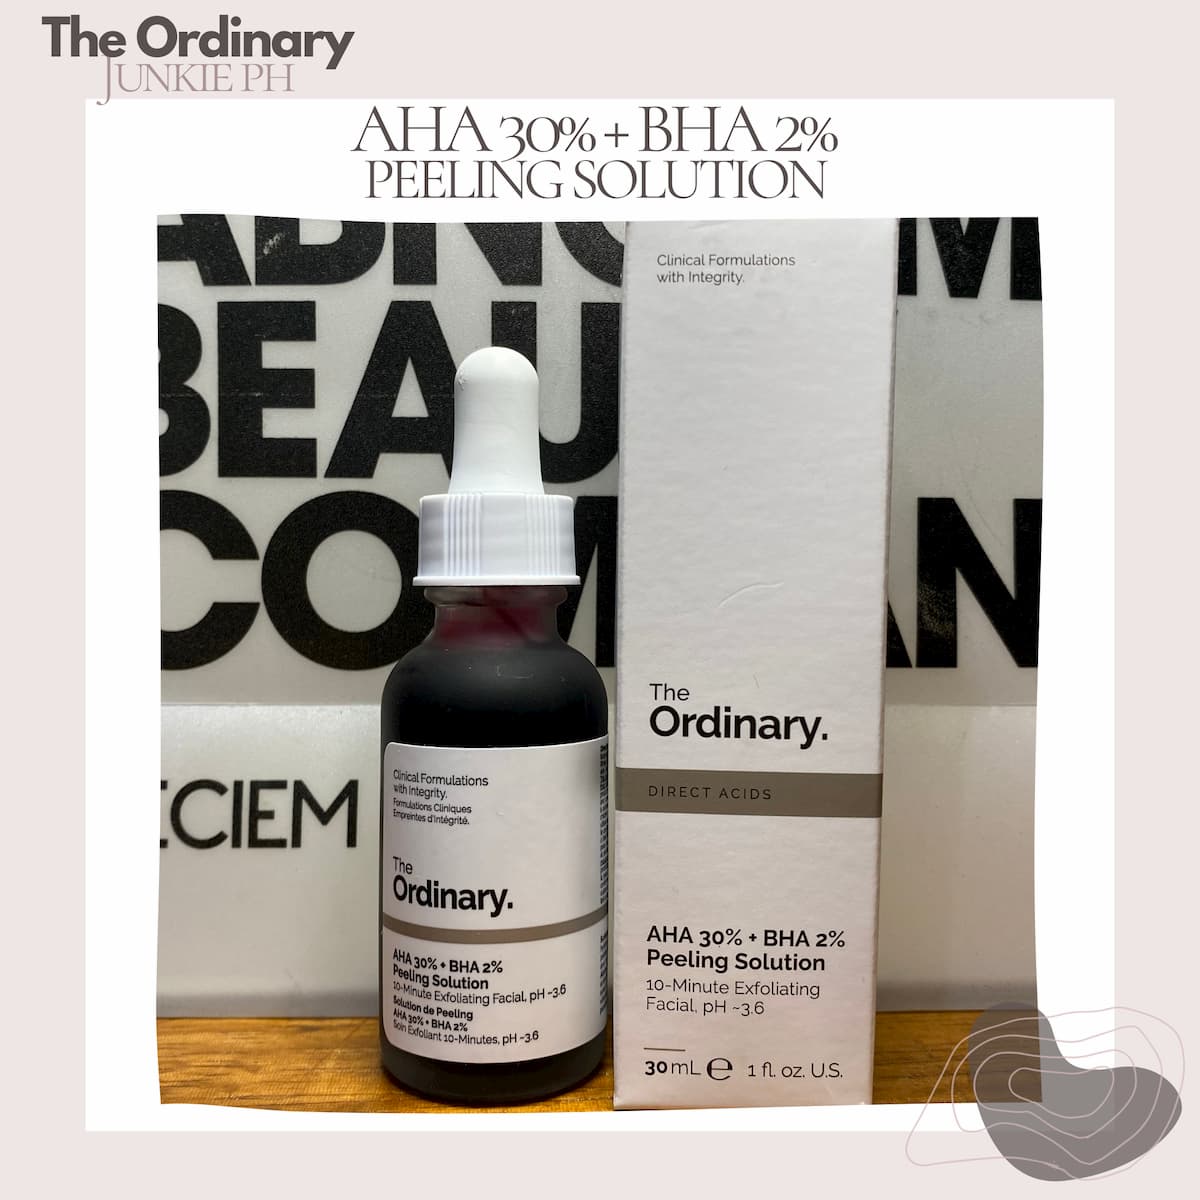 The Ordinary
JUNKIE PH
AHA 30% + BHA 2%
PEELING SOLUTION
BEAU
CO
ECIEM
Clinical Formulations
with Integrity.
The
Ordinary.
DIRECT ACIDS
AHA 30% + BHA 2%
Peeling Solution
10-Minute Exfoliating
Facial, pH ~3.6
30 mL e 1 fl. oz. U.S.
Clinical Formulations
with Integrity.
Formulations Cliniques
Empreintes d'Intégrité.
The
Ordinary.
AHA 30% + BHA 2%
Peeling Solution
10-Minute Exfoliating Facial, pH ~3.6
Solution de Peeling
AHA 30% + BHA 2%
Soin Exfoliant 10-Minutes, pH ~3.6